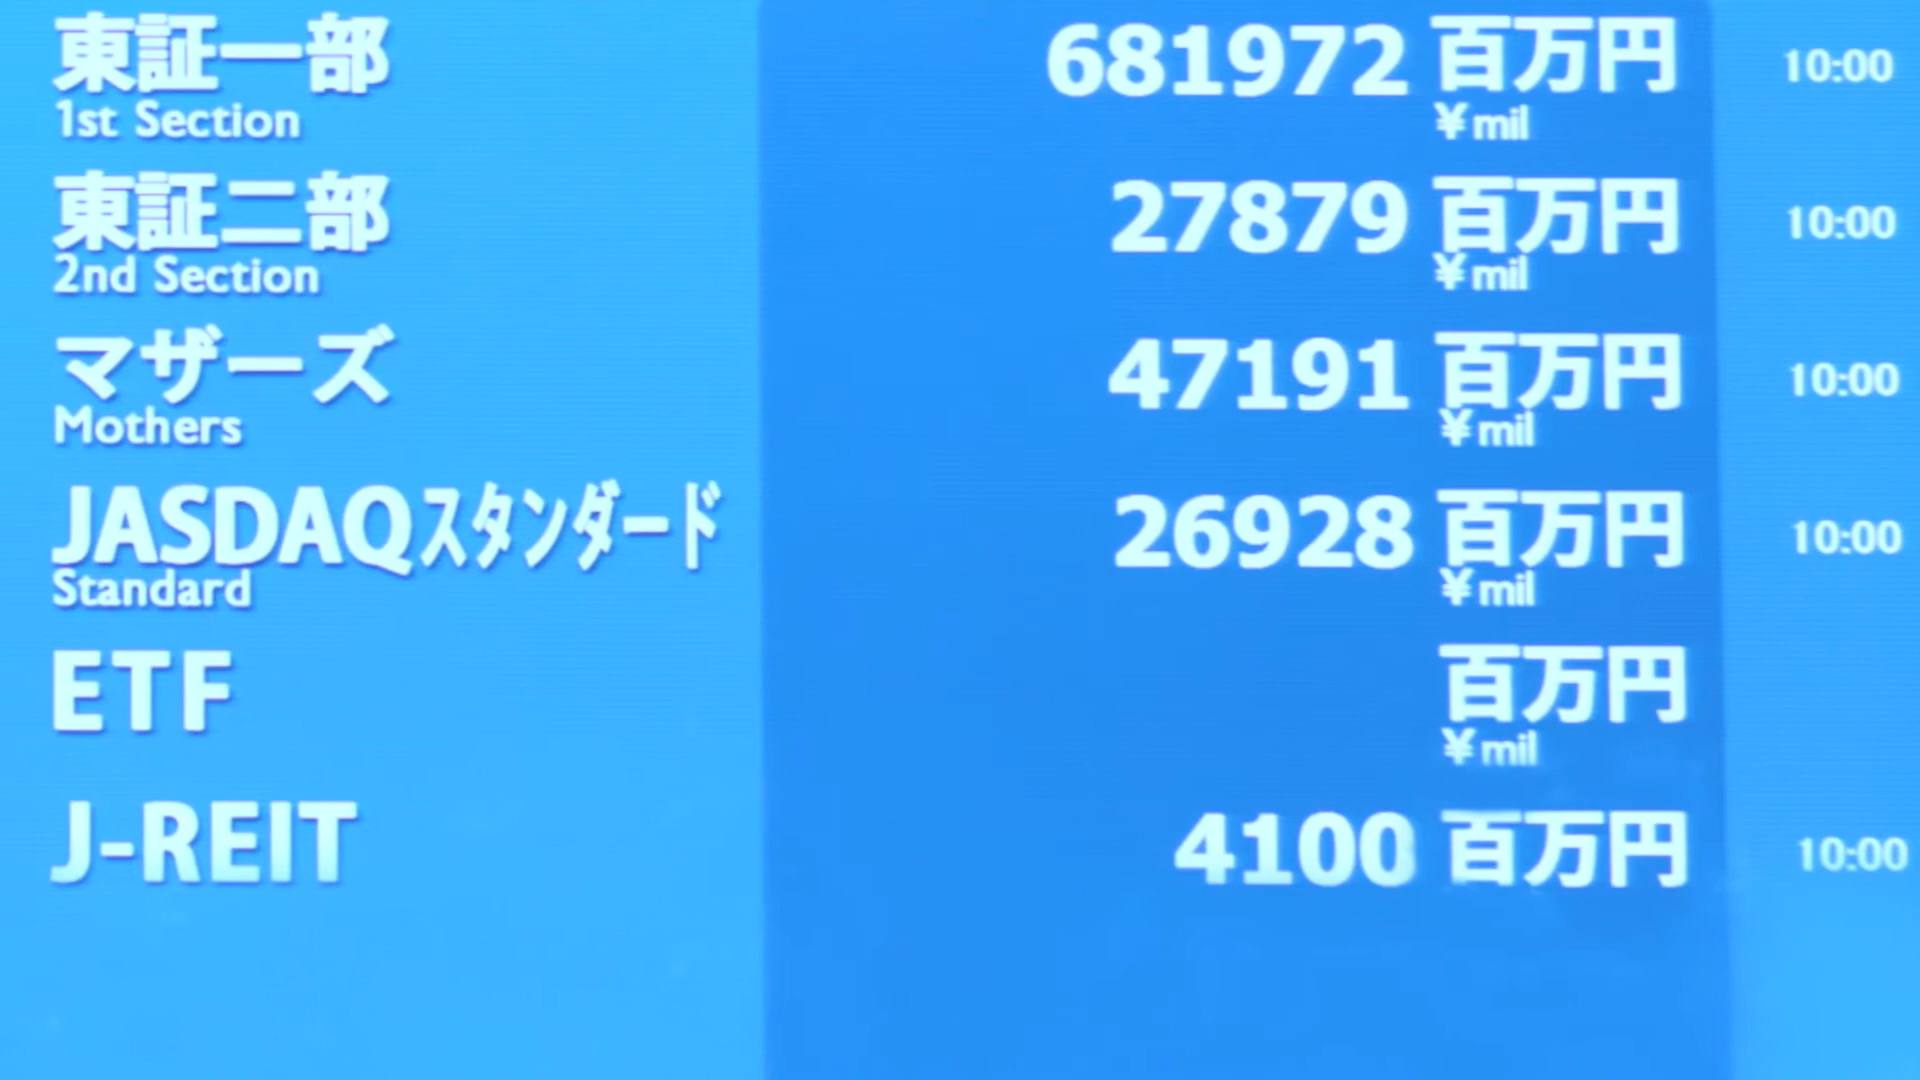 東証一部 681972 百万円 10:00
1st Section ¥mil
東証二部 27879 百万円 10:00
2nd Section ¥mil
マザーズ 47191 百万円 10:00
Mothers ¥mil
JASDAQスタンダード 26928 百万円 10:00
Standard ¥mil
ETF 百万円
¥mil
J-REIT 4100 百万円 10:00